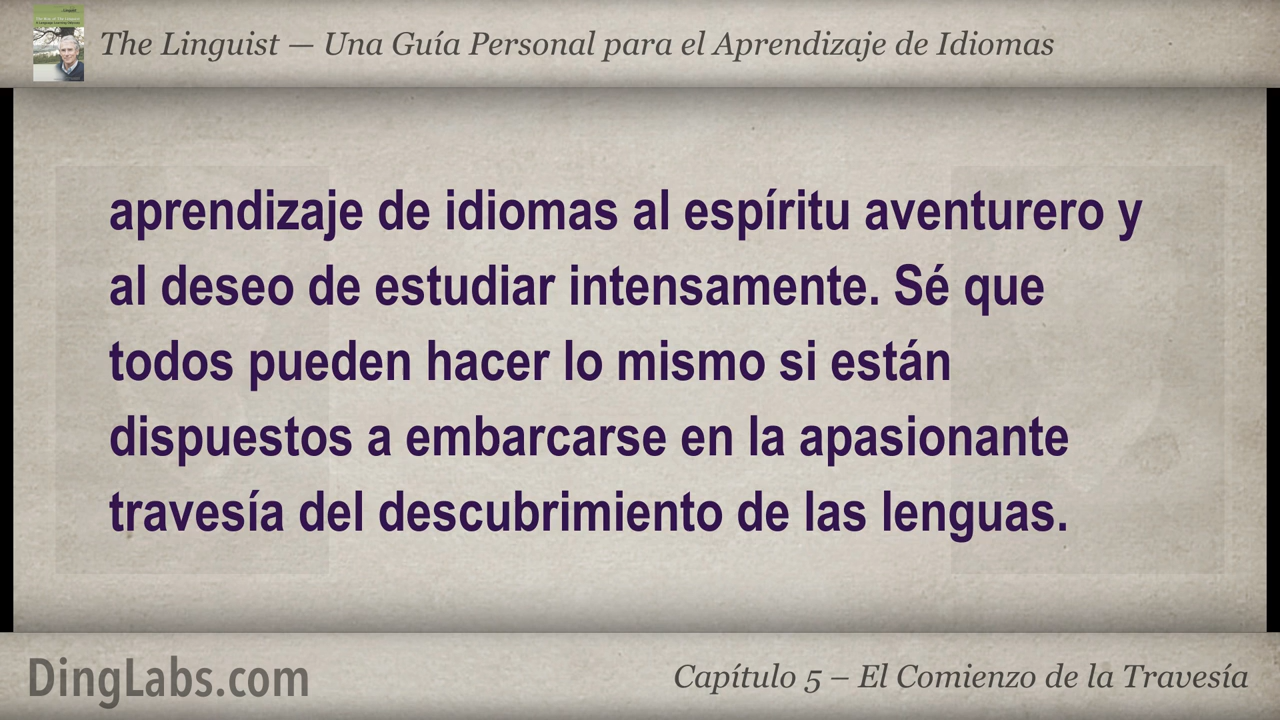 The Linguist — Una Guía Personal para el Aprendizaje de Idiomas
aprendizaje de idiomas al espíritu aventurero y
al deseo de estudiar intensamente. Sé que
todos pueden hacer lo mismo si están
dispuestos a embarcarse en la apasionante
travesía del descubrimiento de las lenguas.
DingLabs.com
Capítulo 5 – El Comienzo de la Travesía